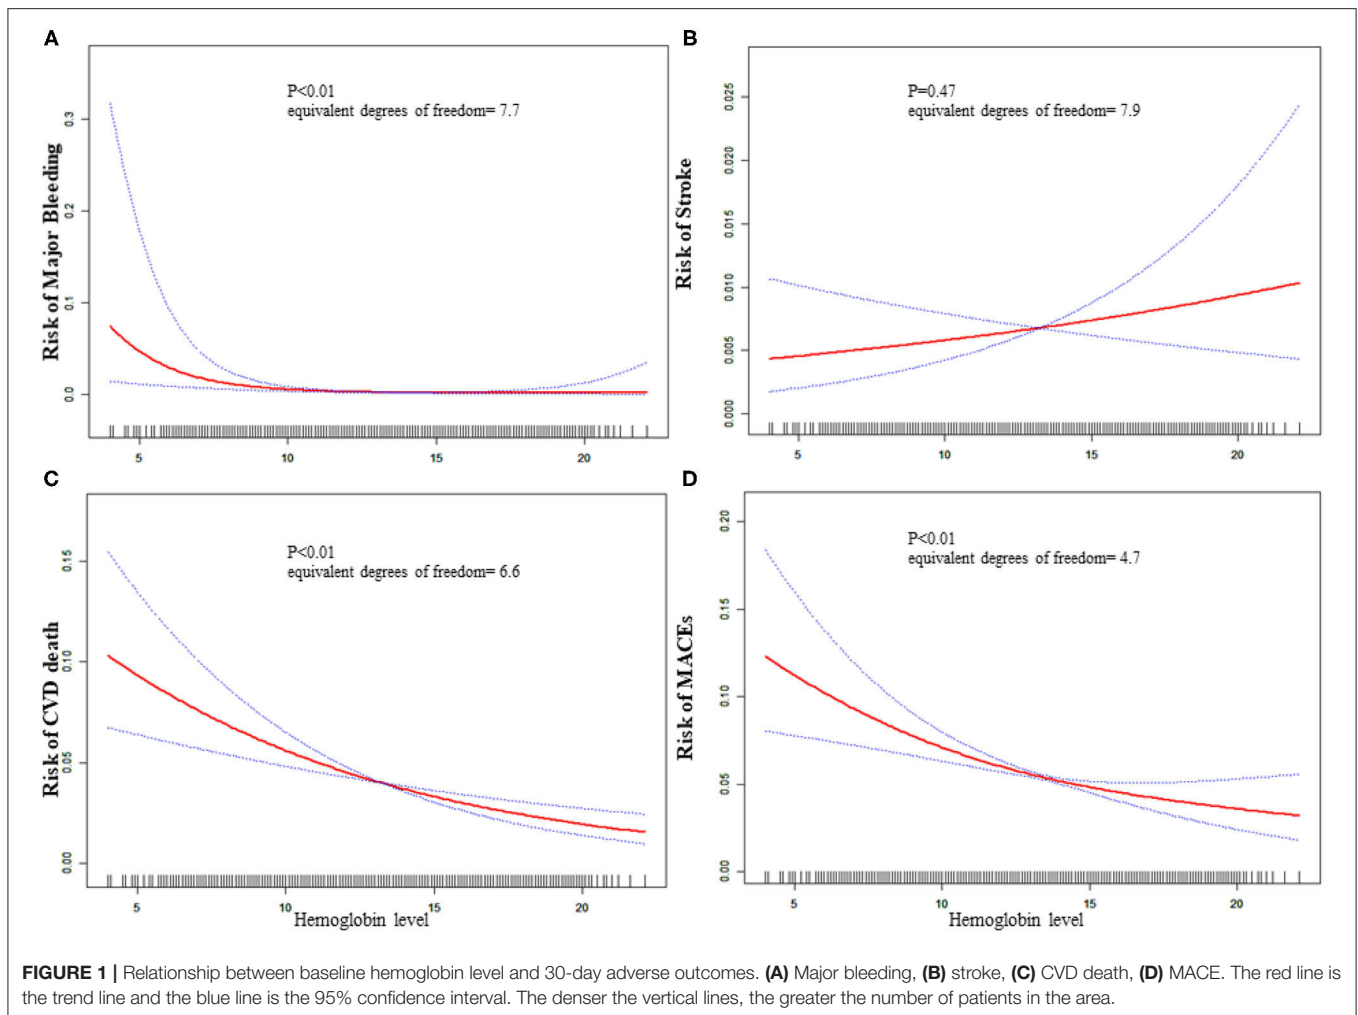 A
P<0.01
equivalent degrees of freedom= 7.7
Risk of Major Bleeding
0.3
0.2
0.1
0.0
5
10
15
20
B
P=0.47
equivalent degrees of freedom= 7.9
Risk of Stroke
0.025
0.020
0.015
0.010
0.005
0.000
5
10
15
20
C
P<0.01
equivalent degrees of freedom= 6.6
Risk of CVD death
0.15
0.10
0.05
0.00
5
10
15
20
Hemoglobin level
D
P<0.01
equivalent degrees of freedom= 4.7
Risk of MACEs
0.20
0.15
0.10
0.05
0.00
5
10
15
20
Hemoglobin level
FIGURE 1 | Relationship between baseline hemoglobin level and 30-day adverse outcomes. (A) Major bleeding, (B) stroke, (C) CVD death, (D) MACE. The red line is
the trend line and the blue line is the 95% confidence interval. The denser the vertical lines, the greater the number of patients in the area.